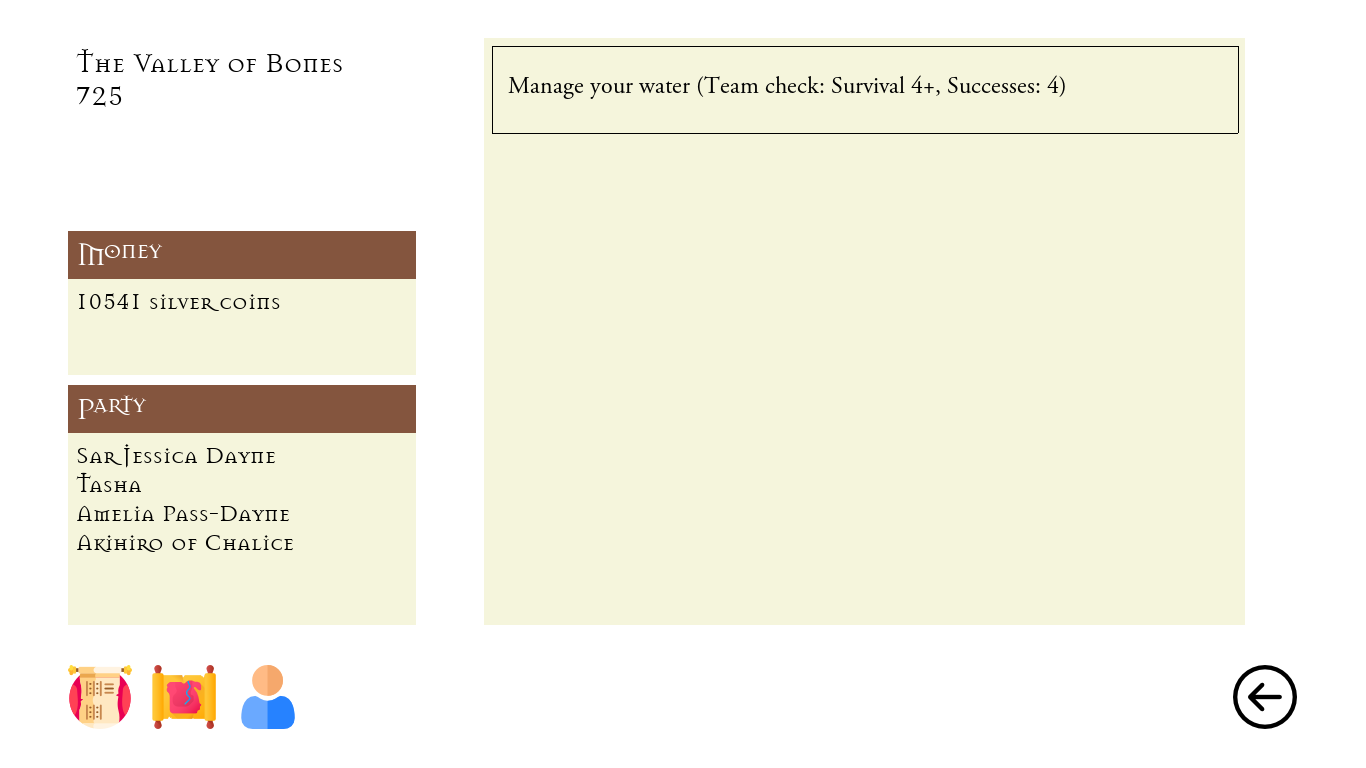 The Valley of Bones
725
Money
10541 silver coins
Party
Sar Jessica Dayne
Tasha
Amelia Pass-Dayne
Akihiro of Chalice
Manage your water (Team check: Survival 4+, Successes: 4)